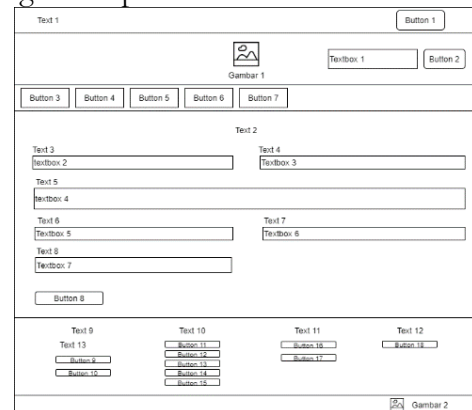 Text 1 Button 1
Textbox 1 Button 2
Gambar 1
Button 3 Button 4 Button 5 Button 6 Button 7
Text 2
Text 3 Text 4
textbox 2 Textbox 3
Text 5
textbox 4
Text 6 Text 7
Textbox 5 Textbox 6
Text 8
Textbox 7
Button 8
Text 9 Text 10 Text 11 Text 12
Text 13 Button 11 Button 16 Button 18
Button 12
Button 9 Button 13 Button 17
Button 10 Button 14
Button 15
Gambar 2